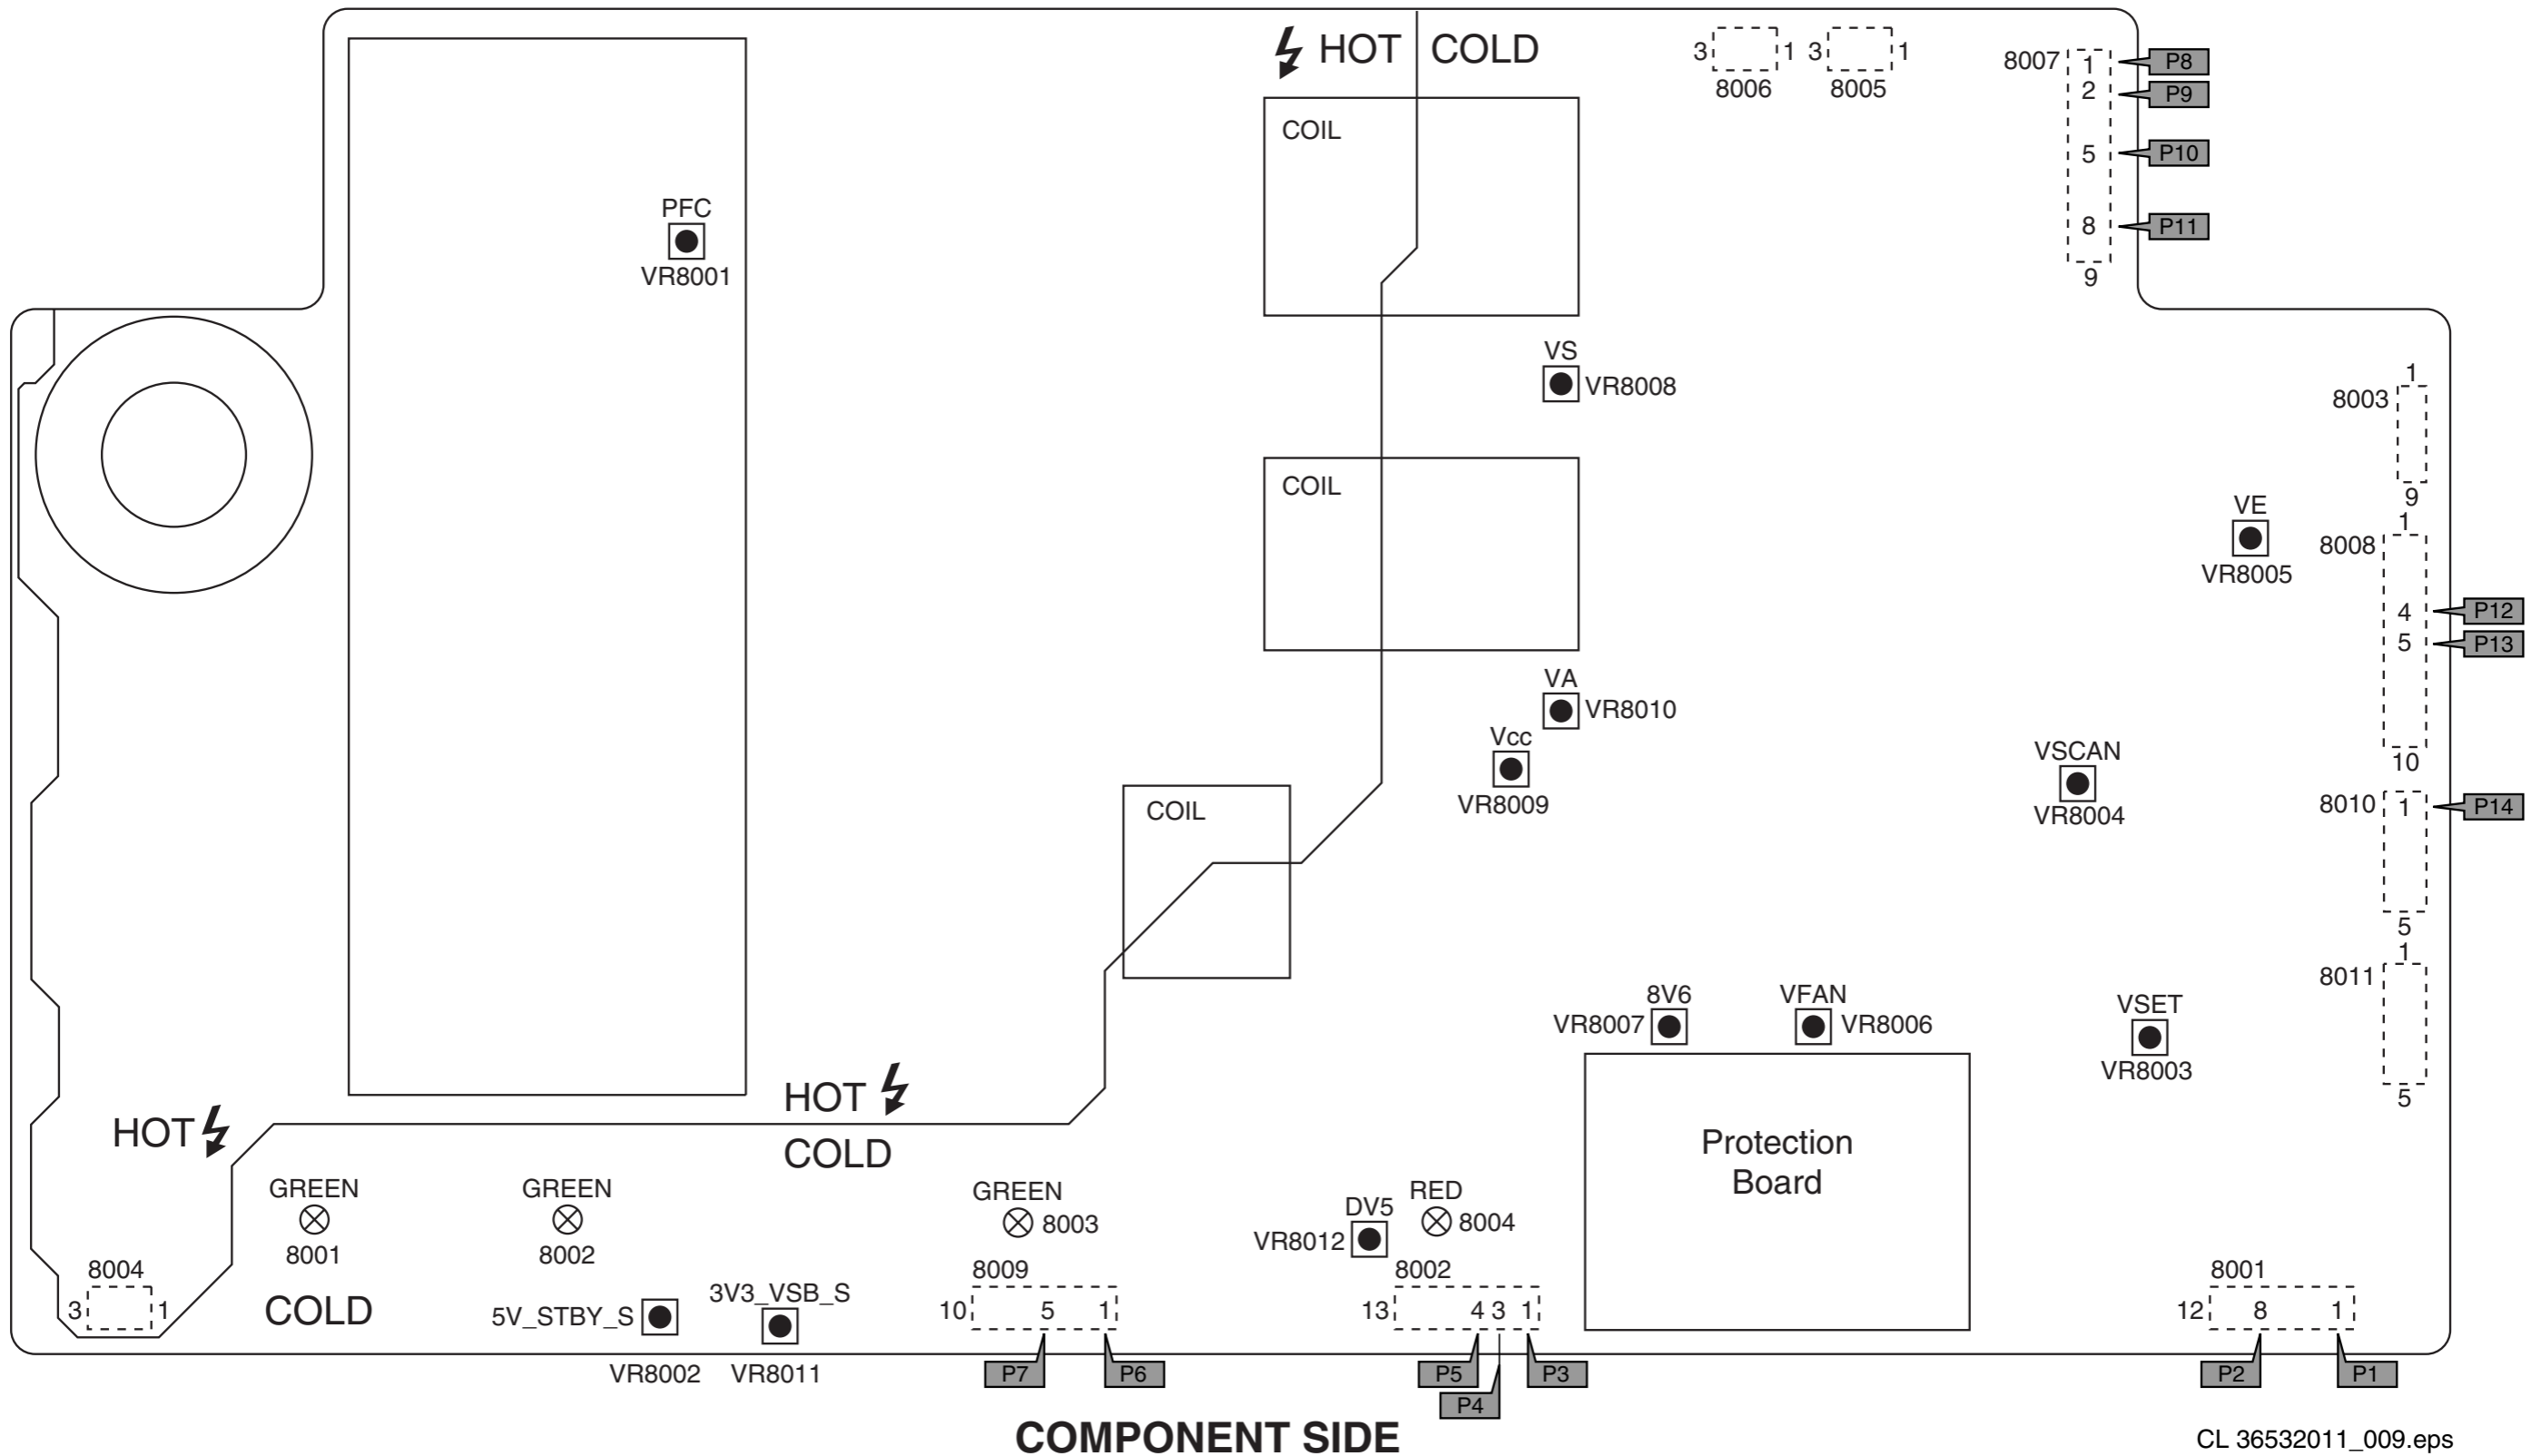 HOT COLD
3 1
8006
3 1
8005
8007
1
2
5
8
9
P8
P9
P10
P11
COIL
PFC
VR8001
VS
VR8008
1
8003
9
COIL
VE
VR8005
1
8008
4
5
10
P12
P13
VA
VR8010
Vcc
VR8009
VSCAN
VR8004
COIL
8010
1
5
P14
1
8011
5
8V6
VR8007
VFAN
VR8006
VSET
VR8003
HOT
COLD
HOT
Protection
Board
GREEN
8001
GREEN
8002
GREEN
8003
DV5
VR8012
RED
8004
8004
3 1
COLD
5V_STBY_S
VR8002
3V3_VSB_S
VR8011
8009
10 5 1
P7
P6
8002
13 4 3 1
P5
P4
P3
8001
12 8 1
P2
P1
COMPONENT SIDE
CL 36532011_009.eps